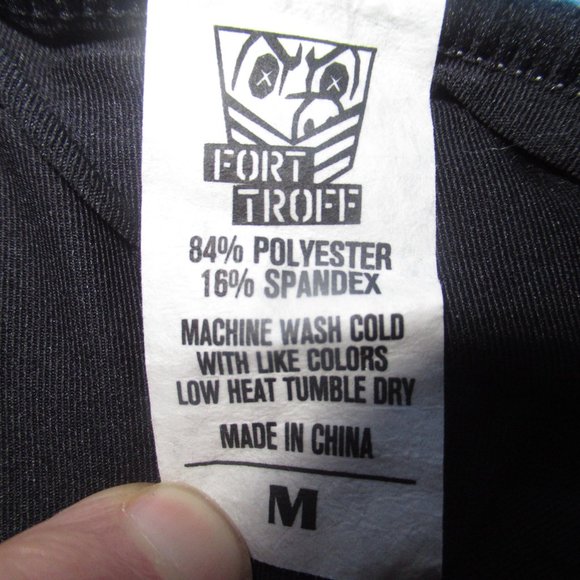 FORT
TROFF
84% POLYESTER
16% SPANDEX
MACHINE WASH COLD
WITH LIKE COLORS
LOW HEAT TUMBLE DRY
MADE IN CHINA
M